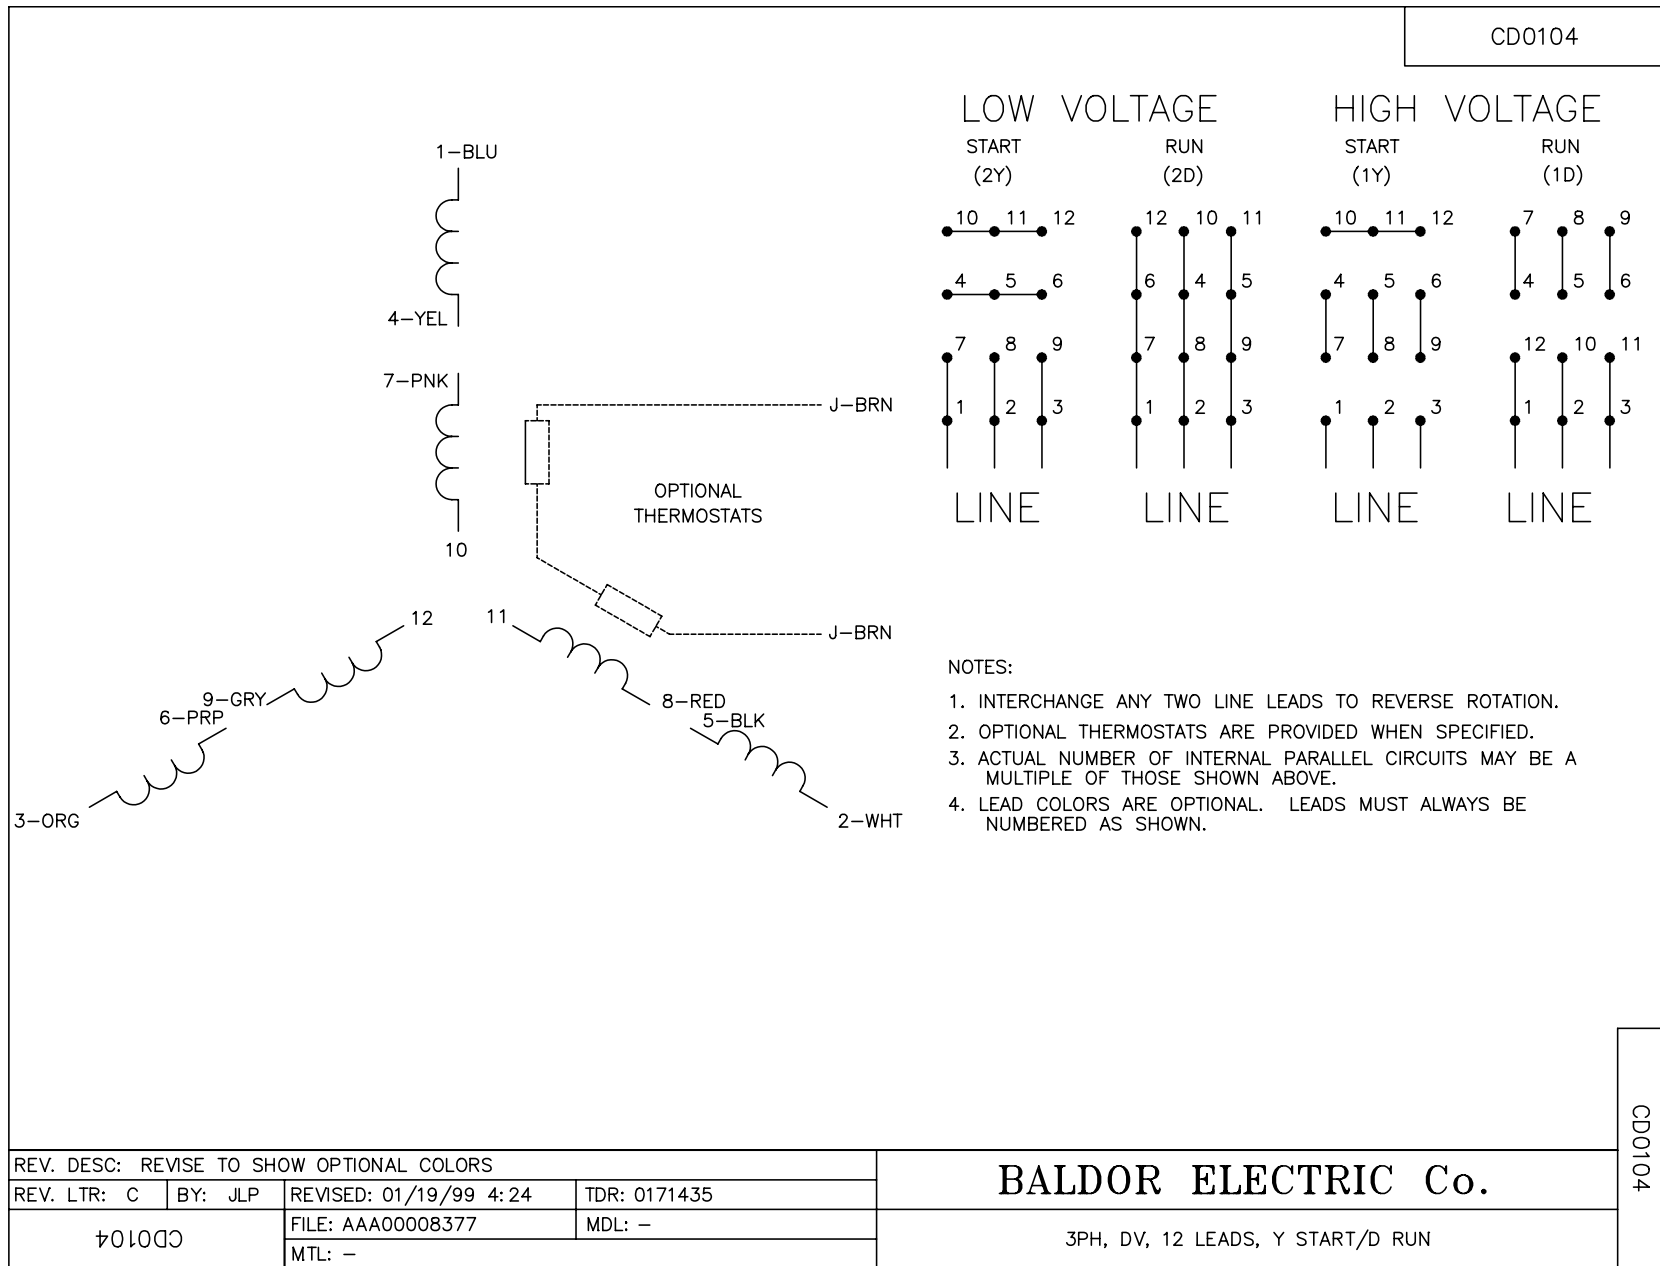 CD0104
LOW VOLTAGE HIGH VOLTAGE
START RUN START RUN
(2Y) (2D) (1Y) (1D)
10 11 12 12 10 11 10 11 12 7 8 9
4 5 6 6 4 5 4 5 6 4 5 6
7 8 9 7 8 9 7 8 9 12 10 11
1 2 3 1 2 3 1 2 3 1 2 3
LINE LINE LINE LINE
1-BLU
4-YEL
7-PNK
10
J-BRN
OPTIONAL
THERMOSTATS
J-BRN
12
11
9-GRY
6-PRP
3-ORG
8-RED
5-BLK
2-WHT
NOTES:
1. INTERCHANGE ANY TWO LINE LEADS TO REVERSE ROTATION.
2. OPTIONAL THERMOSTATS ARE PROVIDED WHEN SPECIFIED.
3. ACTUAL NUMBER OF INTERNAL PARALLEL CIRCUITS MAY BE A
MULTIPLE OF THOSE SHOWN ABOVE.
4. LEAD COLORS ARE OPTIONAL. LEADS MUST ALWAYS BE
NUMBERED AS SHOWN.
CD0104
REV. DESC: REVISE TO SHOW OPTIONAL COLORS
REV. LTR: C BY: JLP REVISED: 01/19/99 4:24 TDR: 0171435
CD0104
FILE: AAA00008377 MDL: -
MTL: -
BALDOR ELECTRIC Co.
3PH, DV, 12 LEADS, Y START/D RUN